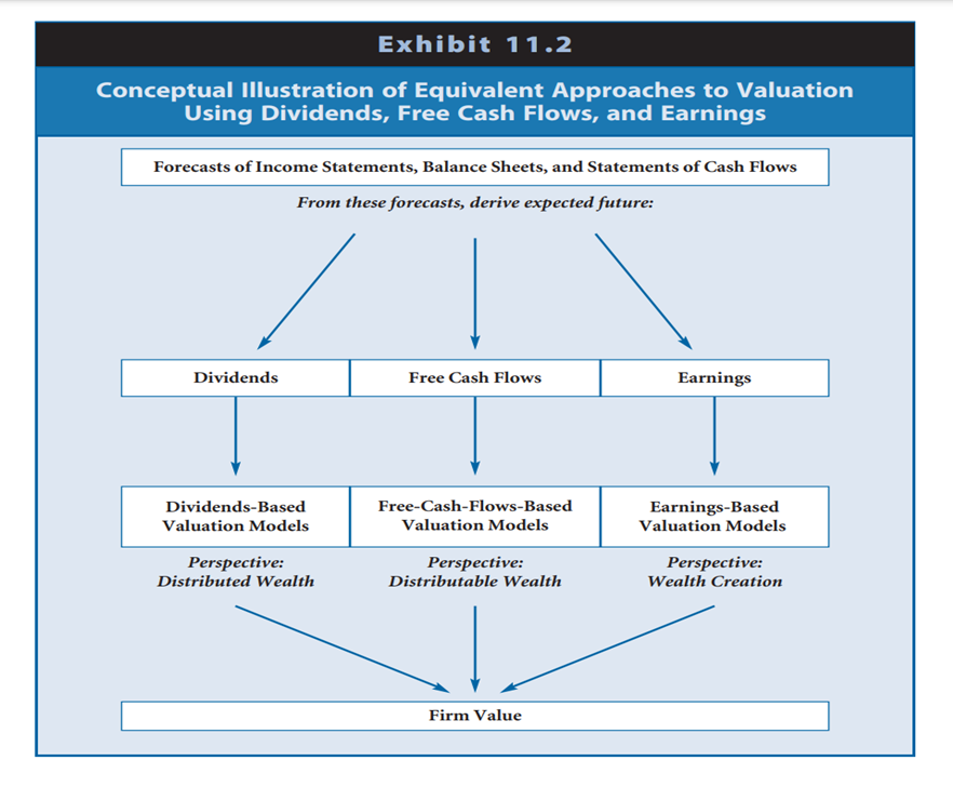 Exhibit 11.2
Conceptual Illustration of Equivalent Approaches to Valuation
Using Dividends, Free Cash Flows, and Earnings
Forecasts of Income Statements, Balance Sheets, and Statements of Cash Flows
From these forecasts, derive expected future:
Dividends
Free Cash Flows
Earnings
Dividends-Based
Valuation Models
Free-Cash-Flows-Based
Valuation Models
Earnings-Based
Valuation Models
Perspective:
Distributed Wealth
Perspective:
Distributable Wealth
Perspective:
Wealth Creation
Firm Value